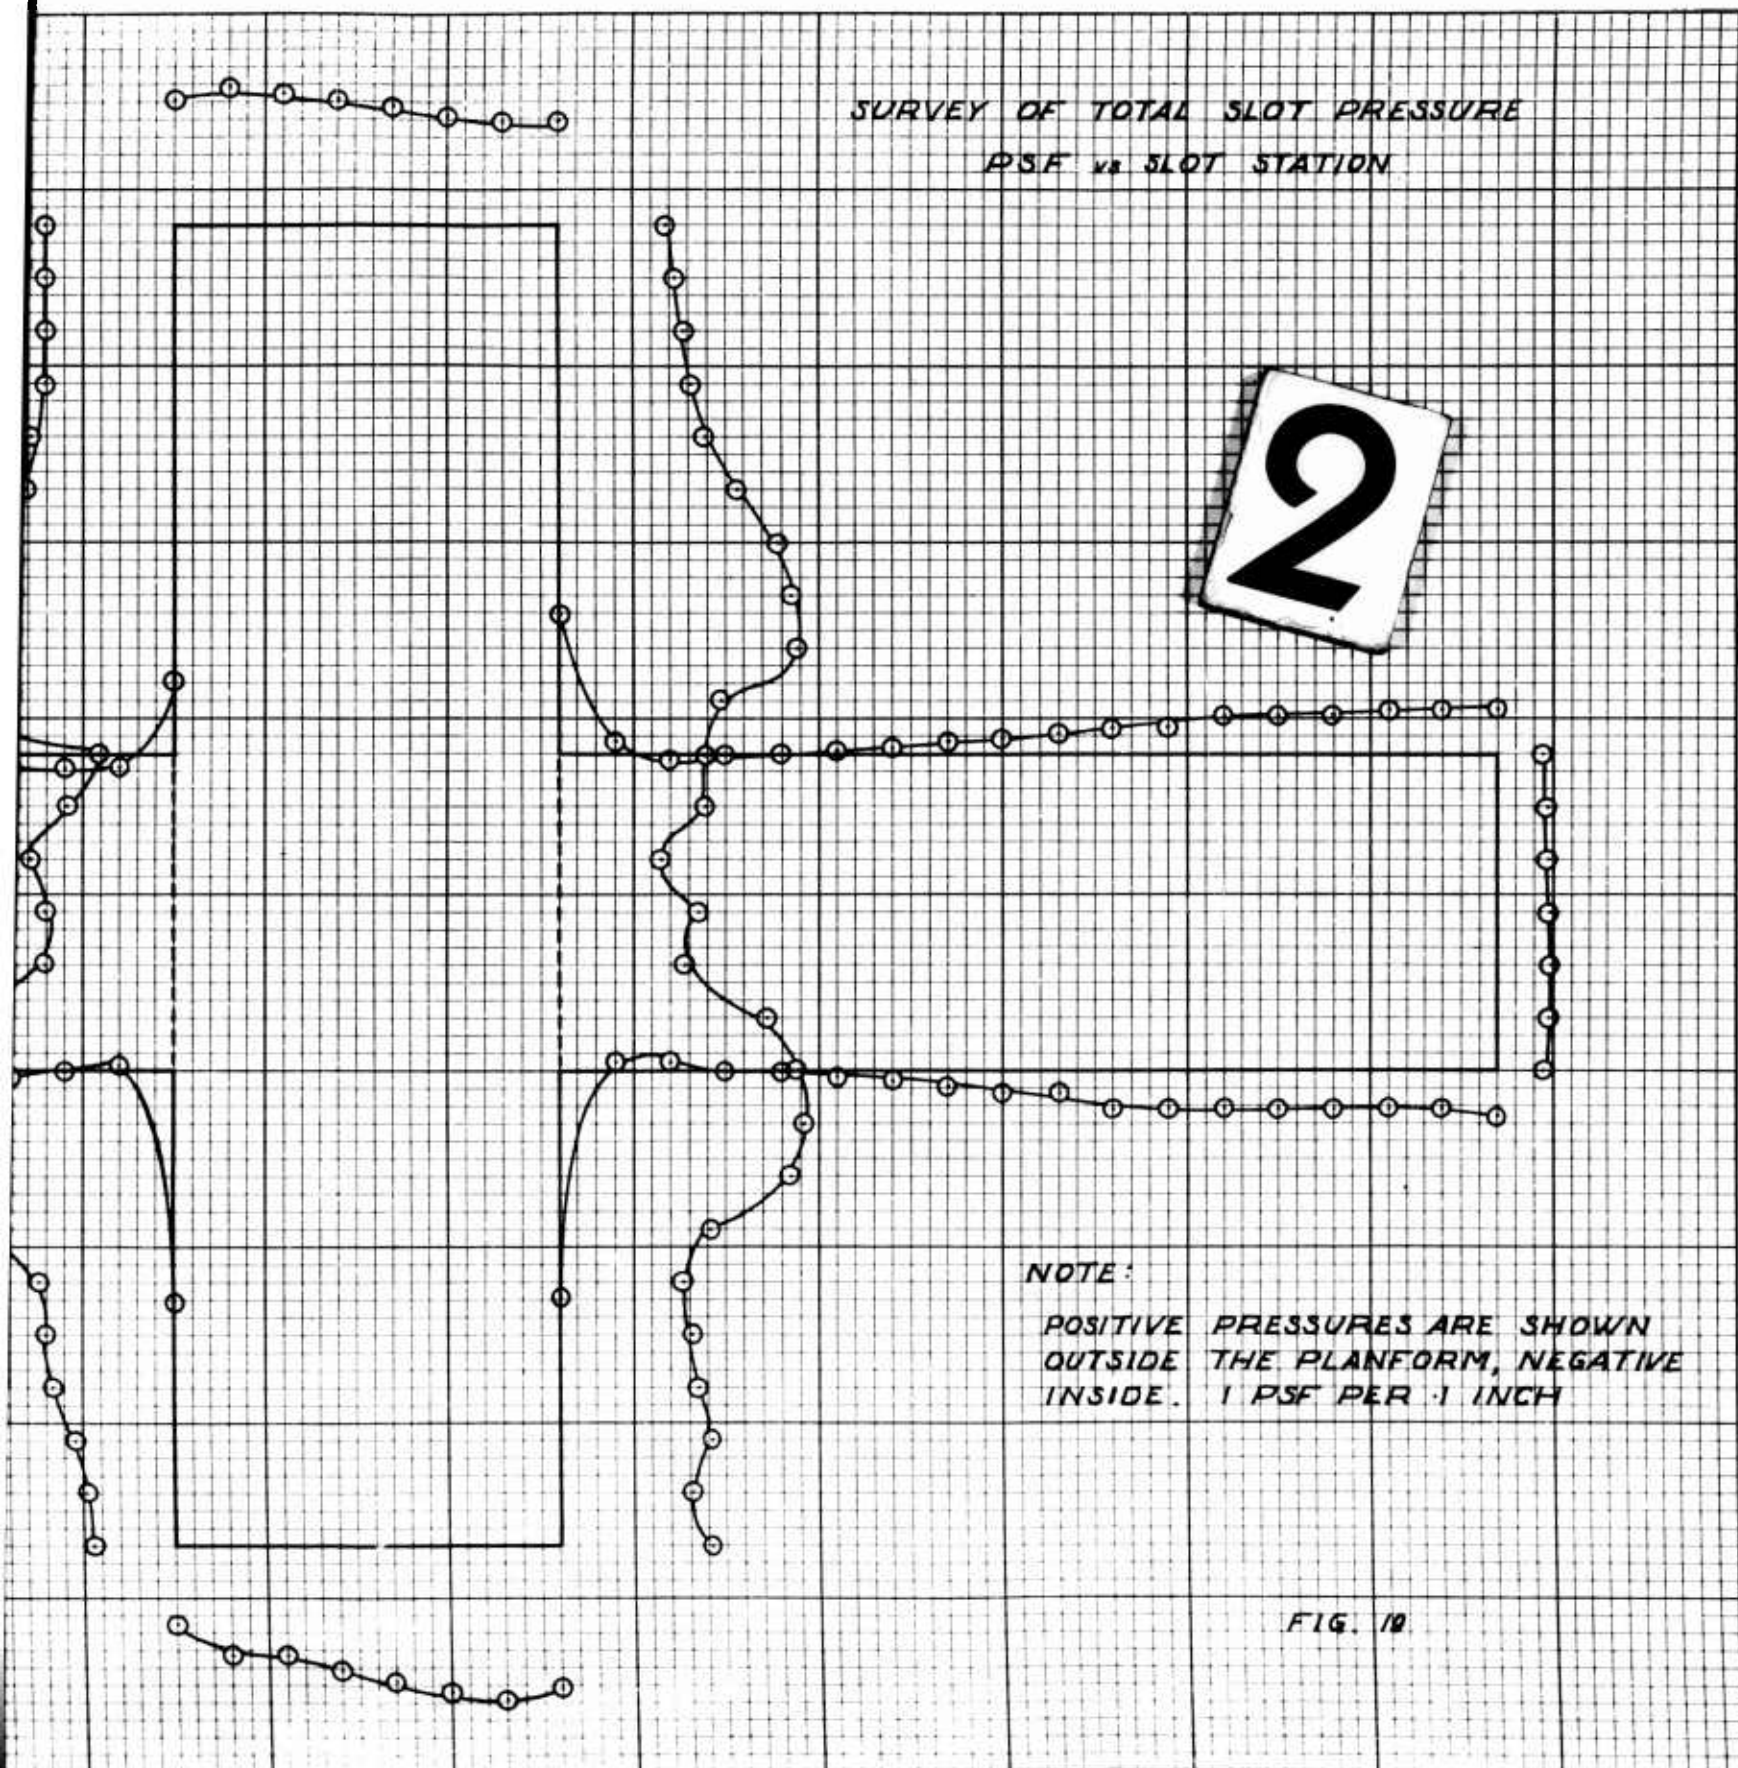 SURVEY OF TOTAL SLOT PRESSURE
PSF vs SLOT STATION
2
NOTE:
POSITIVE PRESSURES ARE SHOWN
OUTSIDE THE PLANFORM, NEGATIVE
INSIDE. 1 PSF PER .1 INCH
FIG.